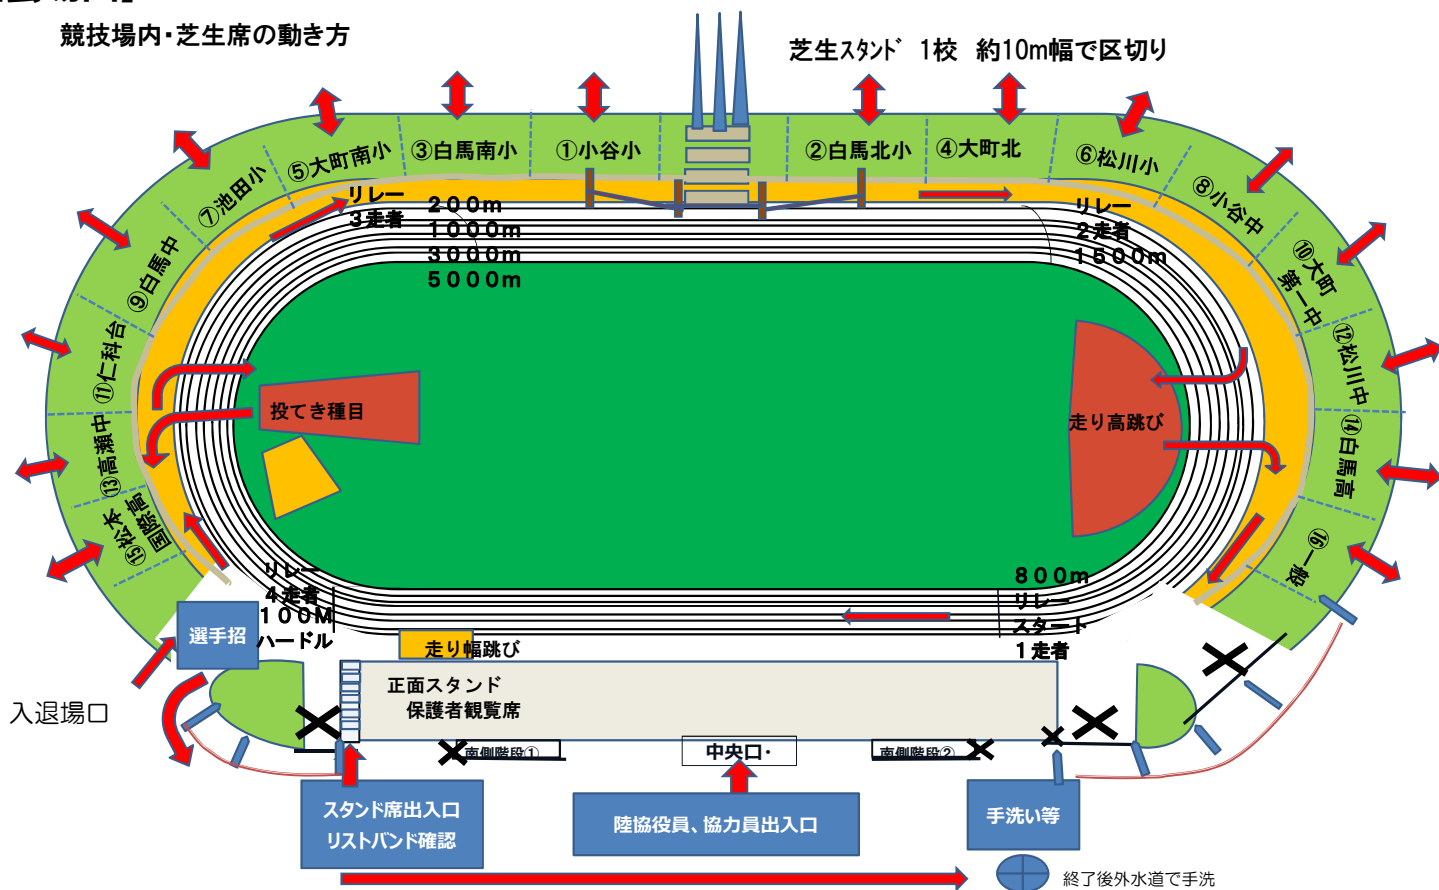 競技場内・芝生席の動き方
芝生スタンド 1校 約10m幅で区切り
⑤大町南小
③白馬南小
①小谷小
②白馬北小
④大町北
⑥松川小
⑦池田小
⑧小谷中
⑨白馬中
⑩大町
第一中
⑪仁科台
⑫松川中
⑬高瀬中
⑭白馬高
⑮松本
国際高
⑯一般
リレー
3走者
200m
1000m
3000m
5000m
リレー
2走者
1500m
投てき種目
走り高跳び
リレー
4走者
100M
ハードル
800m
リレー
スタート
1走者
選手招
走り幅跳び
正面スタンド
保護者観覧席
入退場口
南側階段①
中央口・
南側階段②
スタンド席出入口
リストバンド確認
陸協役員、協力員出入口
手洗い等
終了後外水道で手洗